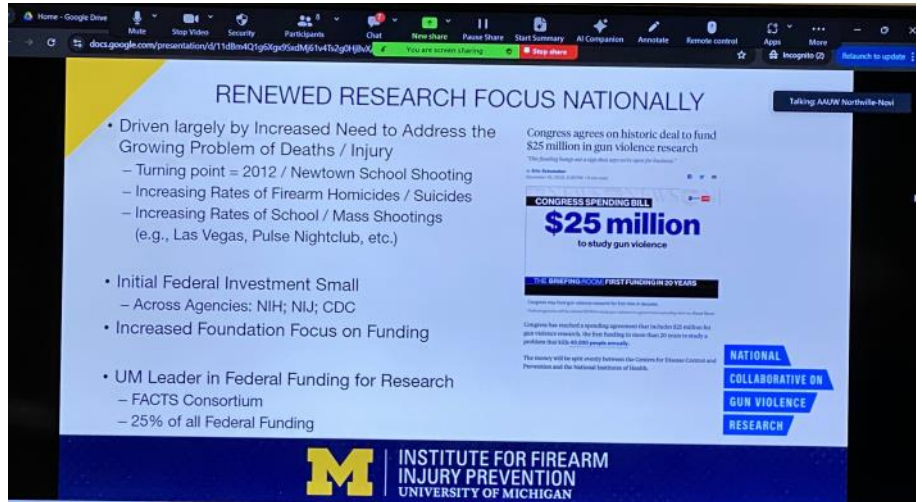 Home - Google Drive
Mute
Stop Video
Security
Participants
8
Chat
7
New share
Pause Share
Start Summary
AI Companion
Annotate
Remote control
Apps
More
docs.google.com/presentation/d/
You are screen sharing
Stop share
Incognito (2)
Relaunch to update
Talking: AAUW Northville-Novi
RENEWED RESEARCH FOCUS NATIONALLY
• Driven largely by Increased Need to Address the
Growing Problem of Deaths / Injury
– Turning point = 2012 / Newtown School Shooting
– Increasing Rates of Firearm Homicides / Suicides
– Increasing Rates of School / Mass Shootings
(e.g., Las Vegas, Pulse Nightclub, etc.)
• Initial Federal Investment Small
– Across Agencies: NIH; NIJ; CDC
• Increased Foundation Focus on Funding
• UM Leader in Federal Funding for Research
– FACTS Consortium
– 25% of all Federal Funding
Congress agrees on historic deal to fund
$25 million in gun violence research
CONGRESS SPENDING BILL
$25 million
to study gun violence
THE BRIEFING ROOM FIRST FUNDING IN 20 YEARS
Congress has reached a spending agreement that includes $25 million for
gun violence research, the first funding in more than 20 years to study a
problem that kills 40,000 people annually.
The money will be split evenly between the Centers for Disease Control and
Prevention and the National Institutes of Health.
NATIONAL
COLLABORATIVE ON
GUN VIOLENCE
RESEARCH
M
INSTITUTE FOR FIREARM
INJURY PREVENTION
UNIVERSITY OF MICHIGAN